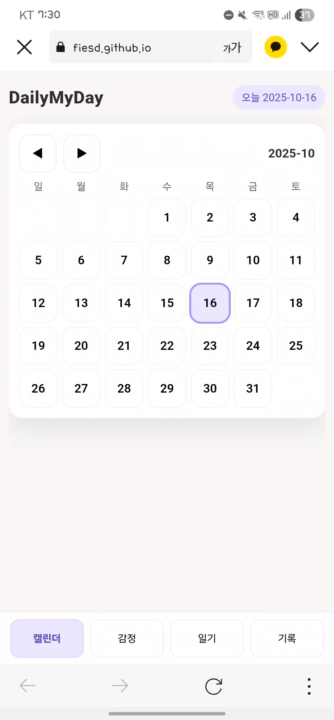 KT 7:30
HD
37
fiesd.github.io
가가
DailyMyDay
오늘 2025-10-16
◀ ▶ 2025-10
일 월 화 수 목 금 토
1 2 3 4
5 6 7 8 9 10 11
12 13 14 15 16 17 18
19 20 21 22 23 24 25
26 27 28 29 30 31
캘린더 감정 일기 기록